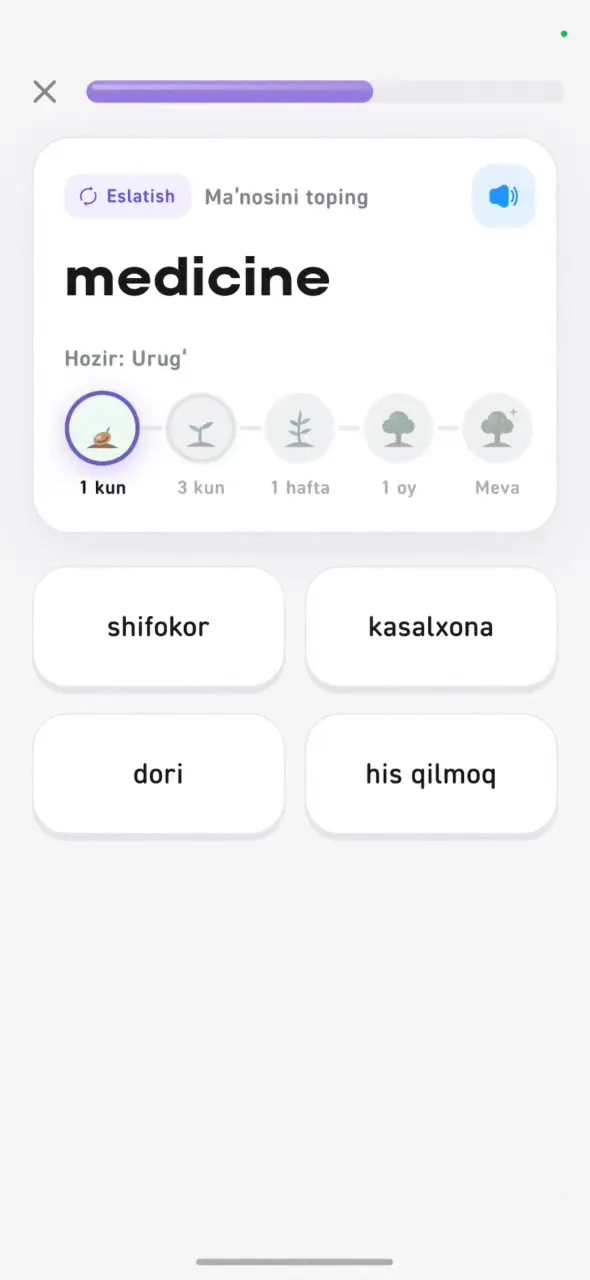 Eslatish Ma'nosini toping
medicine
Hozir: Urug'
1 kun 3 kun 1 hafta 1 oy Meva
shifokor kasalxona
dori his qilmoq